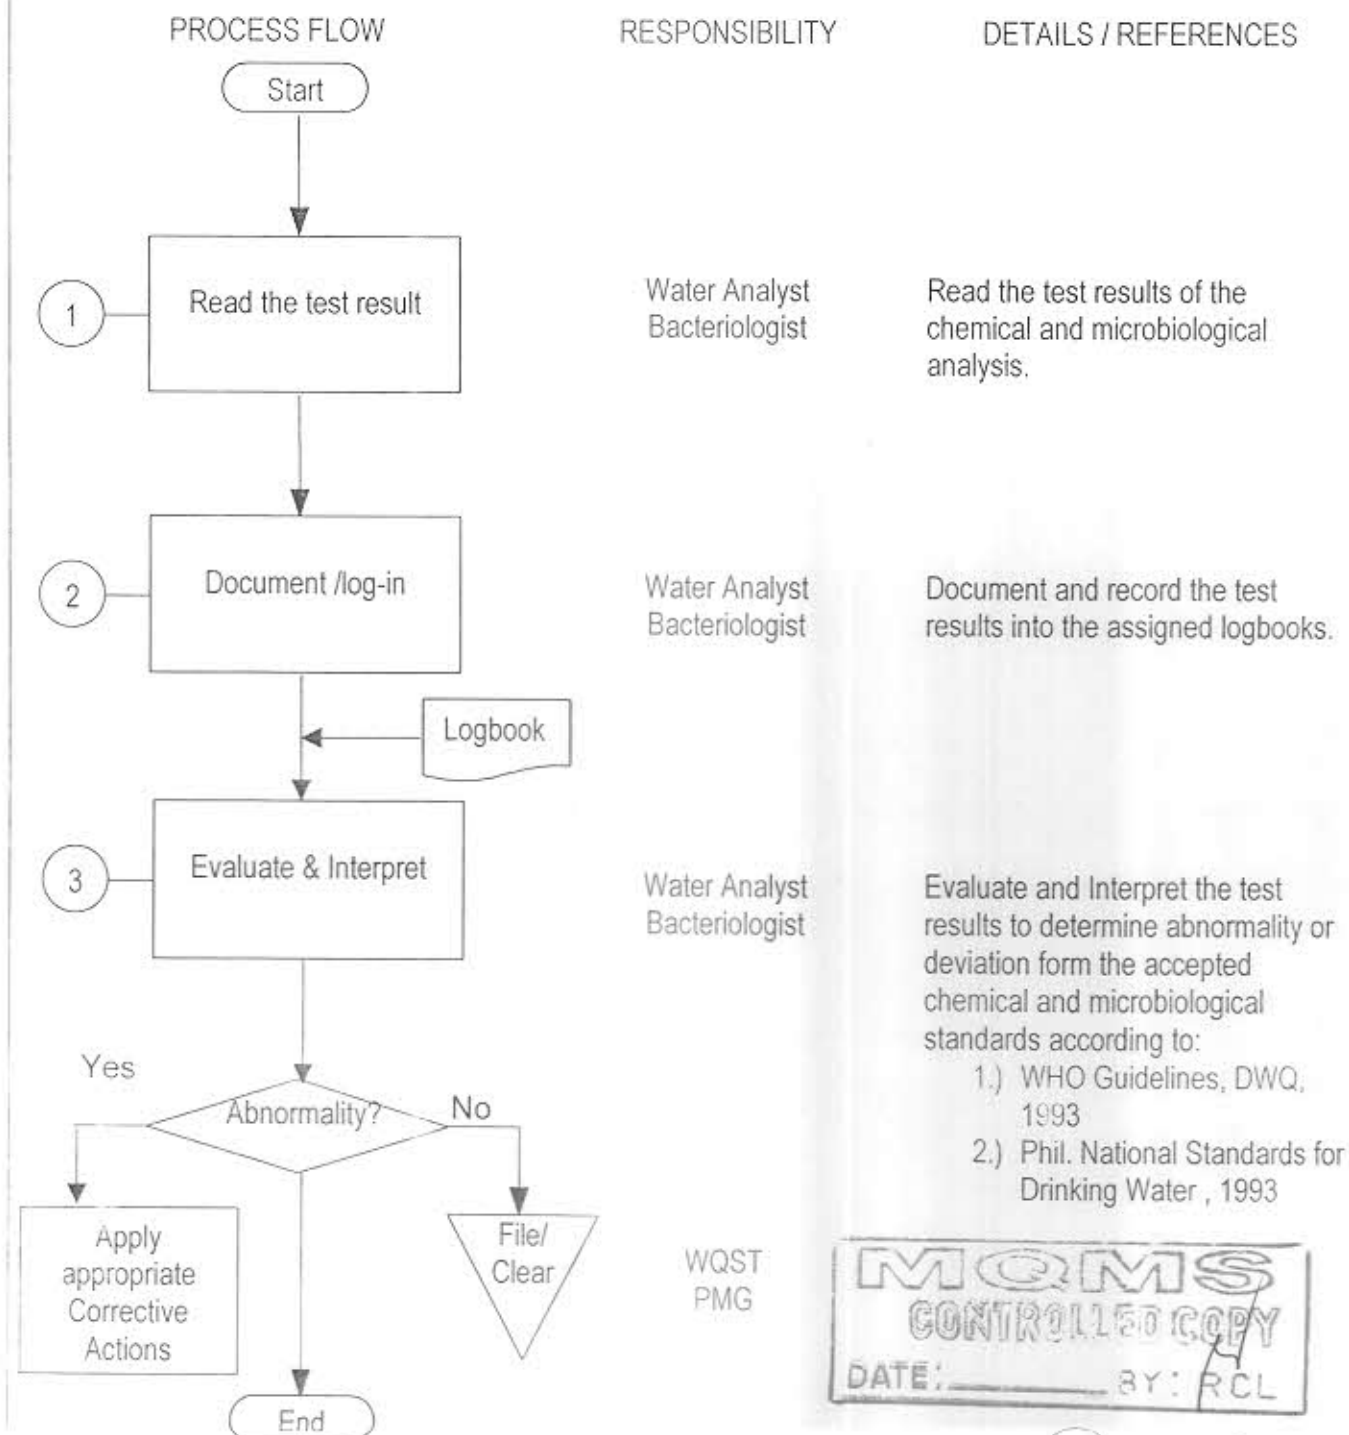 PROCESS FLOW
RESPONSIBILITY
DETAILS / REFERENCES
Start
1
Read the test result
Water Analyst
Bacteriologist
Read the test results of the
chemical and microbiological
analysis.
2
Document /log-in
Water Analyst
Bacteriologist
Document and record the test
results into the assigned logbooks.
Logbook
3
Evaluate & Interpret
Water Analyst
Bacteriologist
Evaluate and Interpret the test
results to determine abnormality or
deviation form the accepted
chemical and microbiological
standards according to:
1.) WHO Guidelines, DWQ,
1993
2.) Phil. National Standards for
Drinking Water , 1993
Yes
Abnormality?
No
Apply
appropriate
Corrective
Actions
File/
Clear
WQST
PMG
MQMS
CONTROLLED COPY
DATE: BY: RCL
End